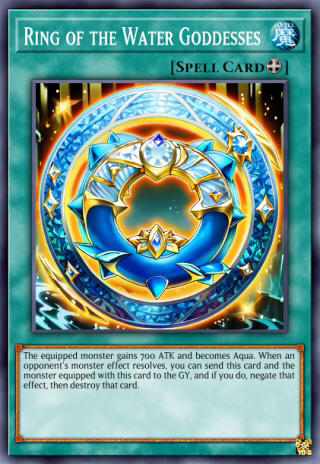 Ring of the Water Goddesses
魔
[Spell Card]
The equipped monster gains 700 ATK and becomes Aqua. When an
opponent's monster effect resolves, you can send this card and the
monster equipped with this card to the GY, and if you do, negate that
effect, then destroy that card.